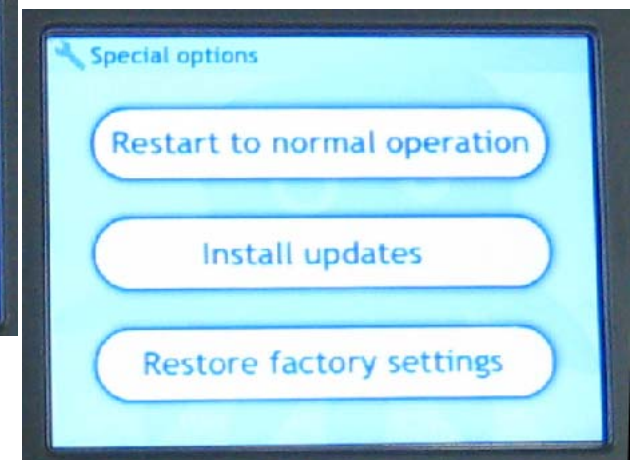 Special options
Restart to normal operation
Install updates
Restore factory settings